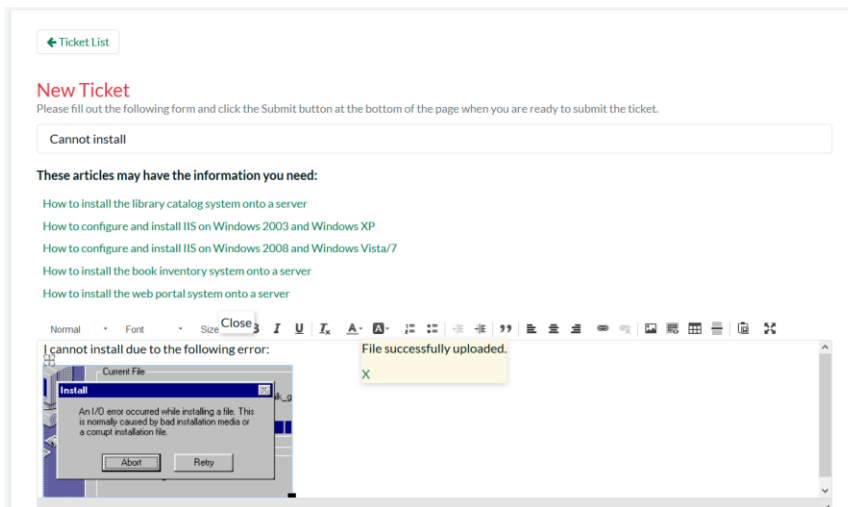 Ticket List
New Ticket
Please fill out the following form and click the Submit button at the bottom of the page when you are ready to submit the ticket.
Cannot install
These articles may have the information you need:
How to install the library catalog system onto a server
How to configure and install IIS on Windows 2003 and Windows XP
How to configure and install IIS on Windows 2008 and Windows Vista/7
How to install the book inventory system onto a server
How to install the web portal system onto a server
Close
Normal Font Size B I U Ix A A
I cannot install due to the following error:
File successfully uploaded.
X
Current File
Install
An I/O error occurred while installing a file. This
is normally caused by bad installation media or
a corrupt installation file.
Abort Retry